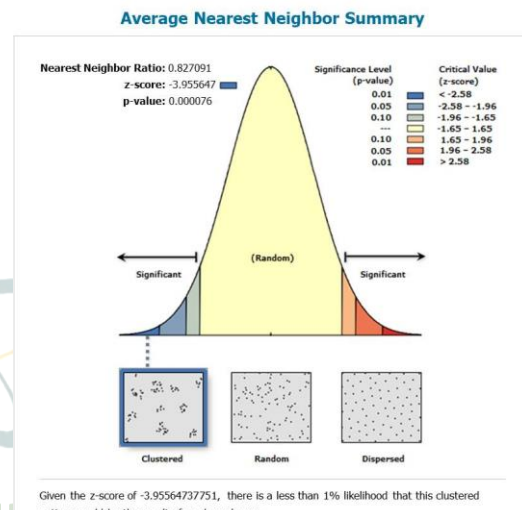 Average Nearest Neighbor Summary
Nearest Neighbor Ratio: 0.827091
z-score: -3.955647
p-value: 0.000076
Significance Level Critical Value
(p-value) (z-score)
0.01 < -2.58
0.05 -2.58 - -1.96
0.10 -1.96 - -1.65
--- -1.65 - 1.65
0.10 1.65 - 1.96
0.05 1.96 - 2.58
0.01 > 2.58
(Random)
Significant Significant
Clustered Random Dispersed
Given the z-score of -3.95564737751, there is a less than 1% likelihood that this clustered